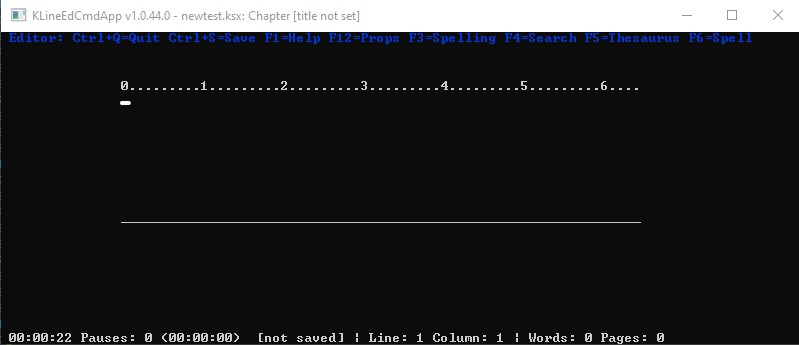 KLineEdCmdApp v1.0.44.0 - newtest.ksx: Chapter [title not set]
Editor: Ctrl+Q=Quit Ctrl+S=Save F1=Help F12=Props F3=Spelling F4=Search F5=Thesaurus F6=Spell
0.........1.........2.........3.........4.........5.........6....
00:00:22 Pauses: 0 (00:00:00)  [not saved] ¦ Line: 1 Column: 1 ¦ Words: 0 Pages: 0